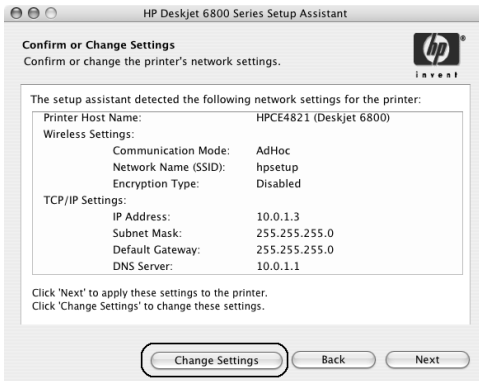 HP Deskjet 6800 Series Setup Assistant
Confirm or Change Settings
Confirm or change the printer's network settings.
hp
®
invent
The setup assistant detected the following network settings for the printer:
Printer Host Name: HPCE4821 (Deskjet 6800)
Wireless Settings:
Communication Mode: AdHoc
Network Name (SSID): hpsetup
Encryption Type: Disabled
TCP/IP Settings:
IP Address: 10.0.1.3
Subnet Mask: 255.255.255.0
Default Gateway: 255.255.255.0
DNS Server: 10.0.1.1
Click 'Next' to apply these settings to the printer.
Click 'Change Settings' to change these settings.
Change Settings Back Next